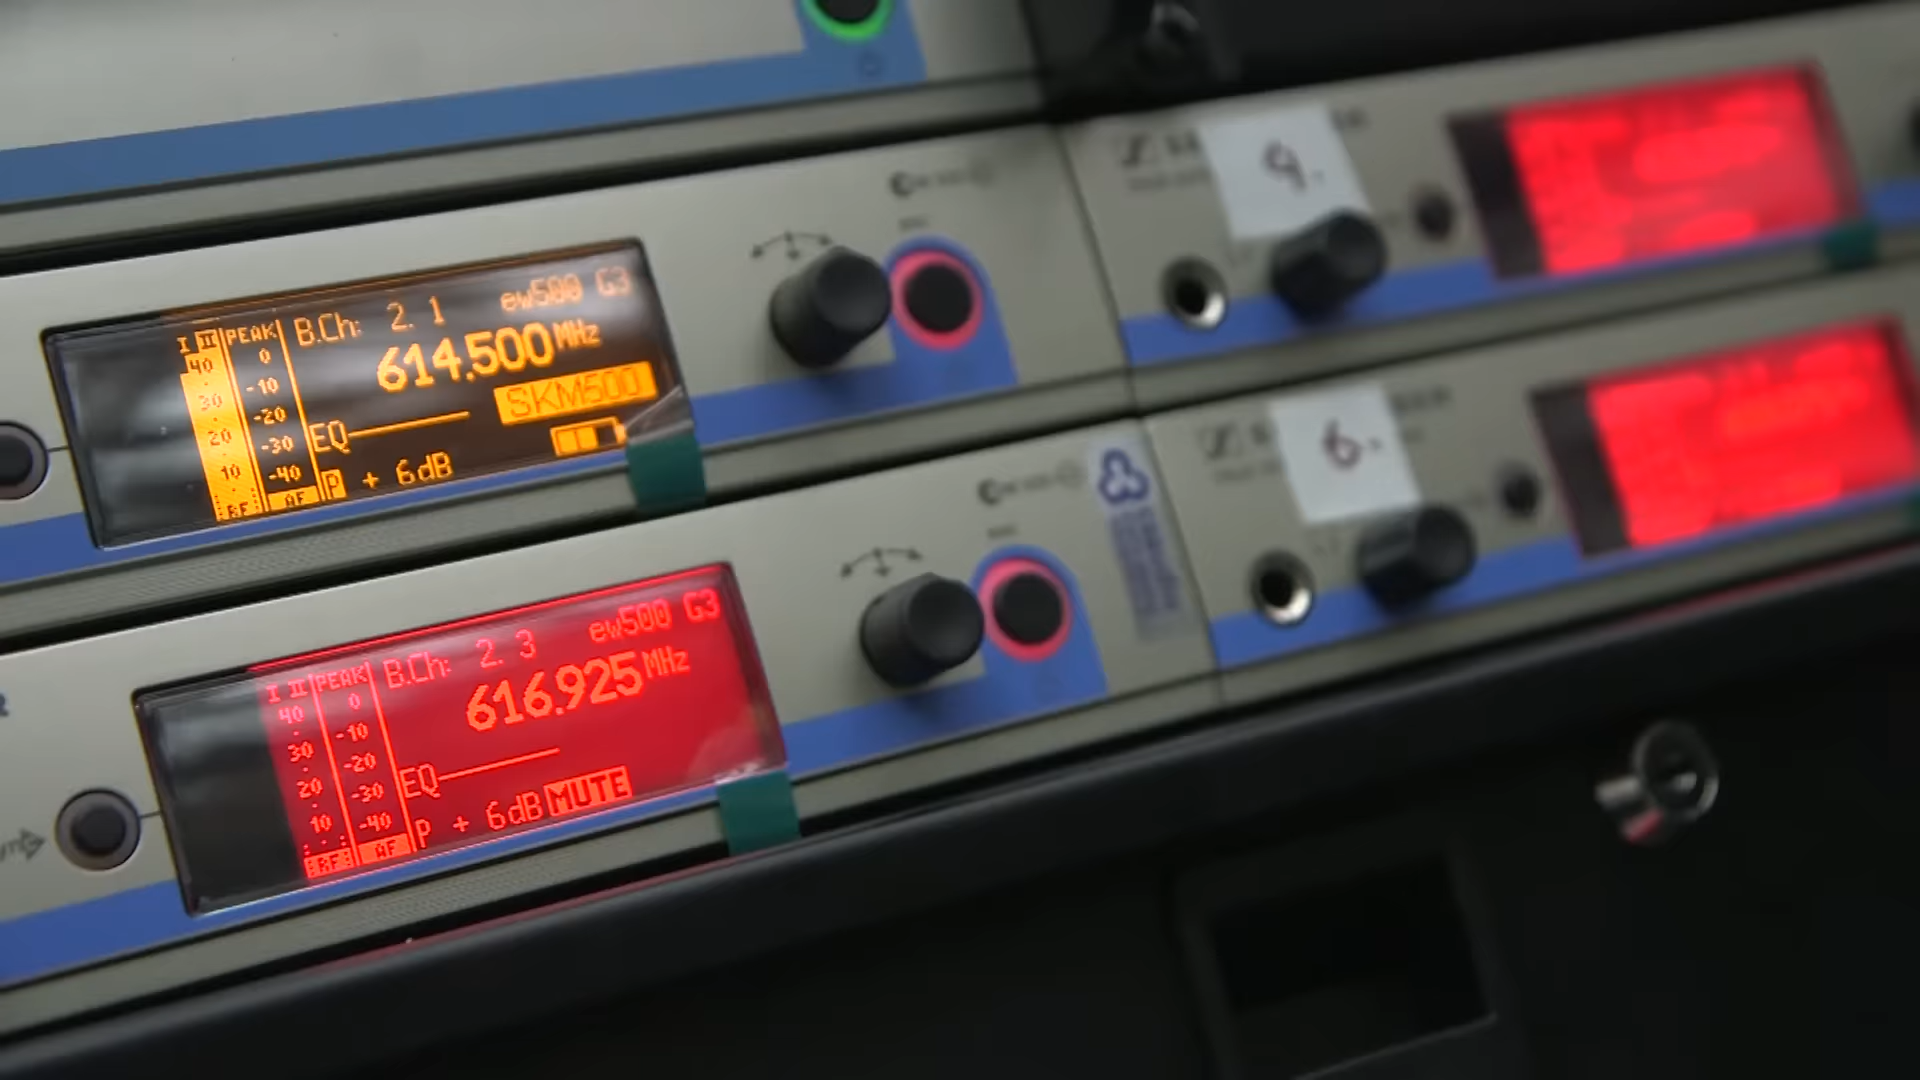 I II PEAK B.Ch: 2. 1 ew500 G3
40 0 614.500 MHz
30 -10 SKM500
20 -20
-30 EQ
10 -40 P + 6dB
RF AF
4.
I II PEAK B.Ch: 2. 3 ew500 G3
40 0 616.925 MHz
30 -10
20 -20
-30 EQ
10 -40 P + 6dB MUTE
RF AF
6.